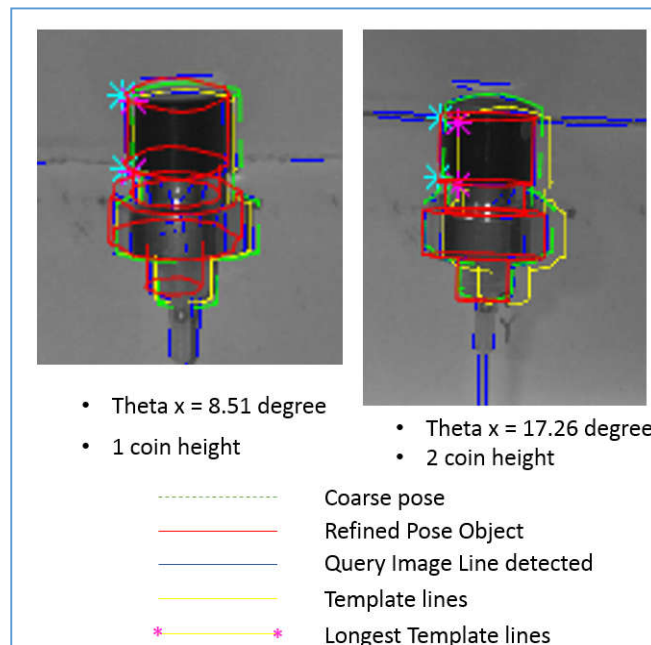 • Theta x = 8.51 degree
• 1 coin height
• Theta x = 17.26 degree
• 2 coin height
Coarse pose
Refined Pose Object
Query Image Line detected
Template lines
* * Longest Template lines